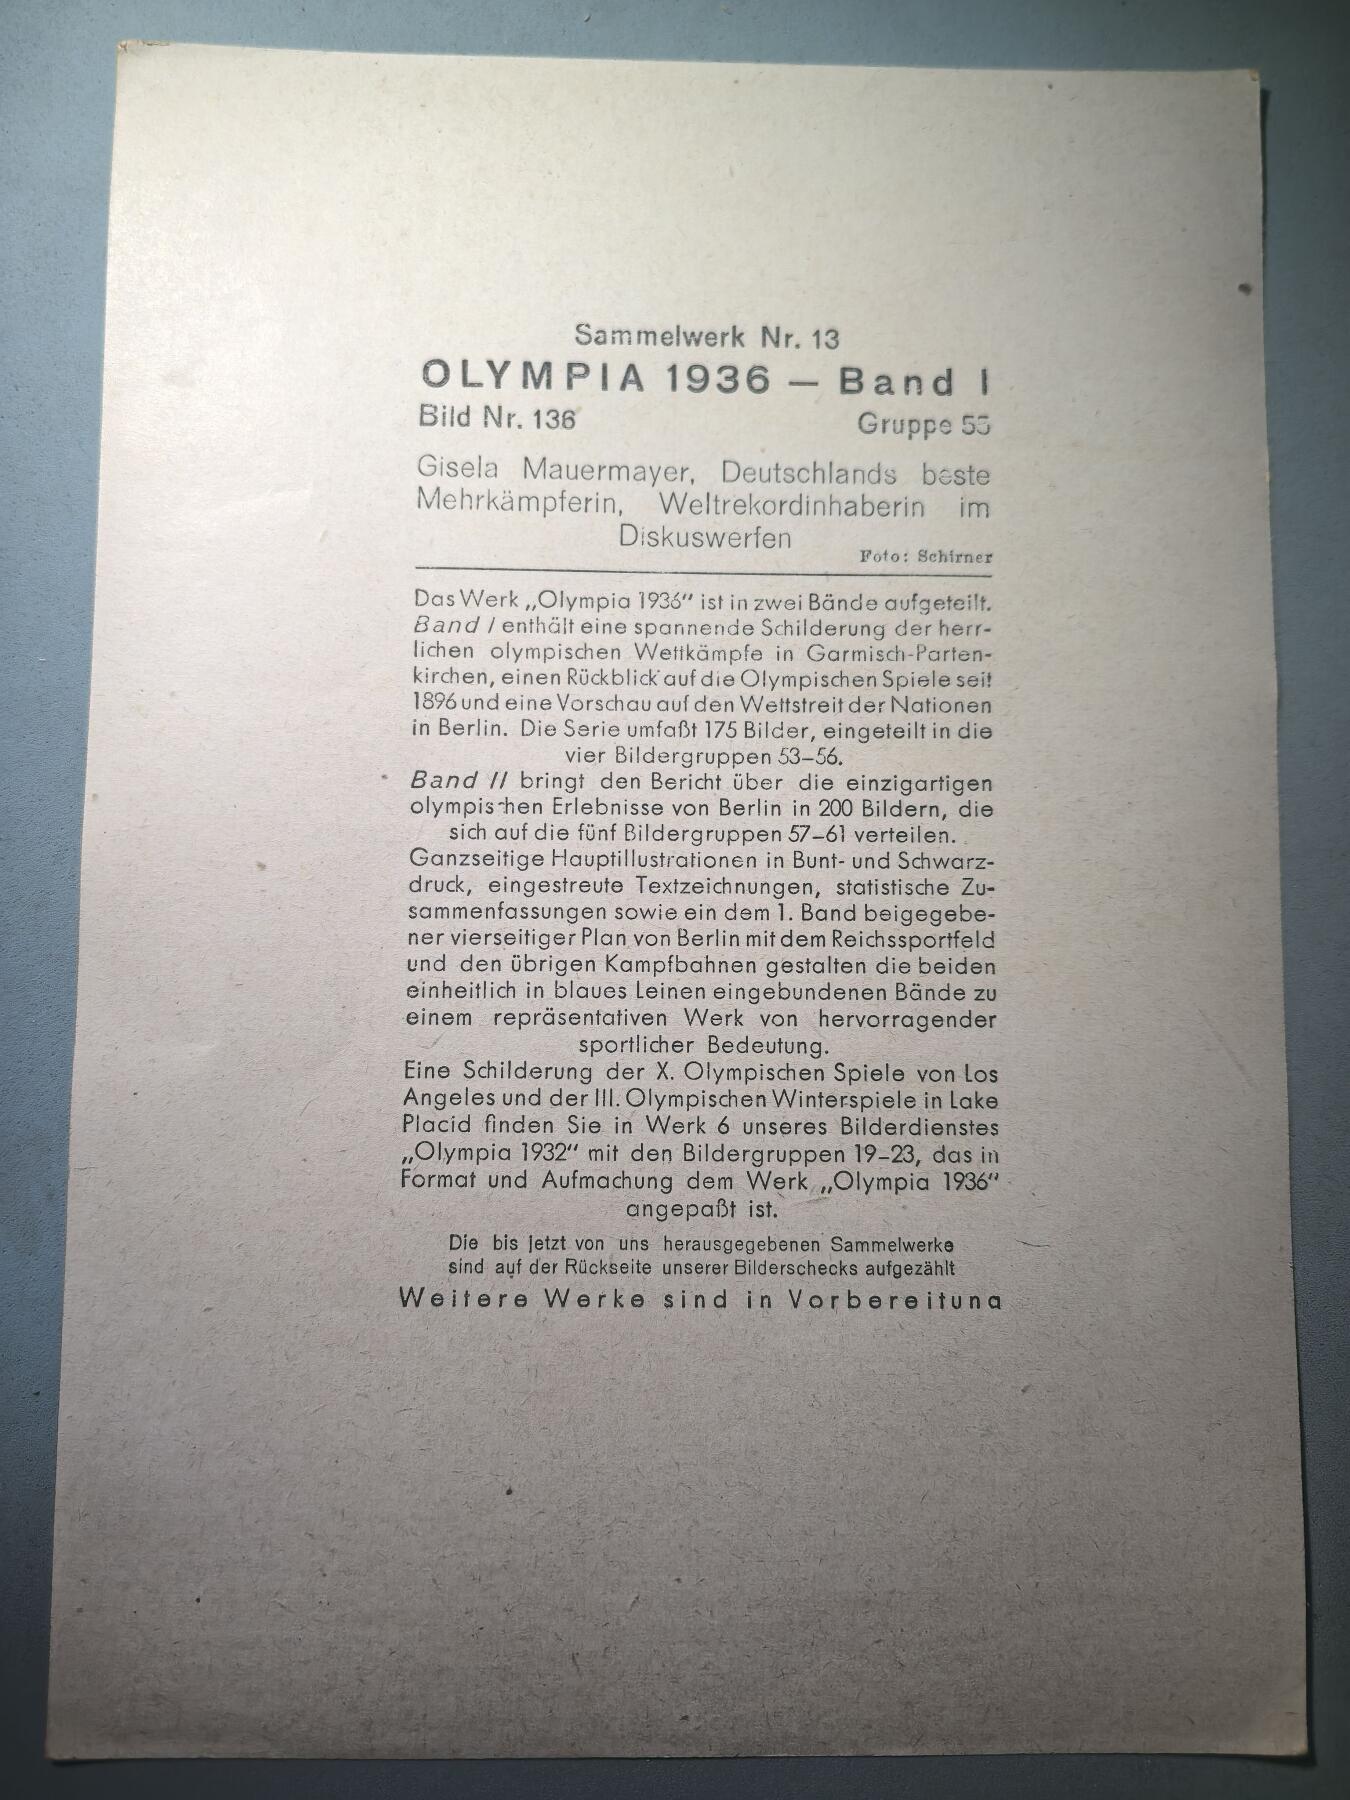 Sammelwerk Nr. 13
OLYMPIA 1936 — Band I
Bild Nr. 136 Gruppe 55
Gisela Mauermayer, Deutschlands beste
Mehrkämpferin, Weltrekordinhaberin im
Diskuswerfen
Foto: Schirner
Das Werk „Olympia 1936“ ist in zwei Bände aufgeteilt.
Band I enthält eine spannende Schilderung der herr-
lichen olympischen Wettkämpfe in Garmisch-Parten-
kirchen, einen Rückblick auf die Olympischen Spiele seit
1896 und eine Vorschau auf den Wettstreit der Nationen
in Berlin. Die Serie umfaßt 175 Bilder, eingeteilt in die
vier Bildergruppen 53–56.
Band II bringt den Bericht über die einzigartigen
olympischen Erlebnisse von Berlin in 200 Bildern, die
sich auf die fünf Bildergruppen 57–61 verteilen.
Ganzseitige Hauptillustrationen in Bunt- und Schwarz-
druck, eingestreute Textzeichnungen, statistische Zu-
sammenfassungen sowie ein dem 1. Band beigegebe-
ner vierseitiger Plan von Berlin mit dem Reichssportfeld
und den übrigen Kampfbahnen gestalten die beiden
einheitlich in blaues Leinen eingebundenen Bände zu
einem repräsentativen Werk von hervorragender
sportlicher Bedeutung.
Eine Schilderung der X. Olympischen Spiele von Los
Angeles und der III. Olympischen Winterspiele in Lake
Placid finden Sie in Werk 6 unseres Bilderdienstes
„Olympia 1932“ mit den Bildergruppen 19–23, das in
Format und Aufmachung dem Werk „Olympia 1936“
angepaßt ist.
Die bis jetzt von uns herausgegebenen Sammelwerke
sind auf der Rückseite unserer Bilderschecks aufgezählt
Weitere Werke sind in Vorbereitung